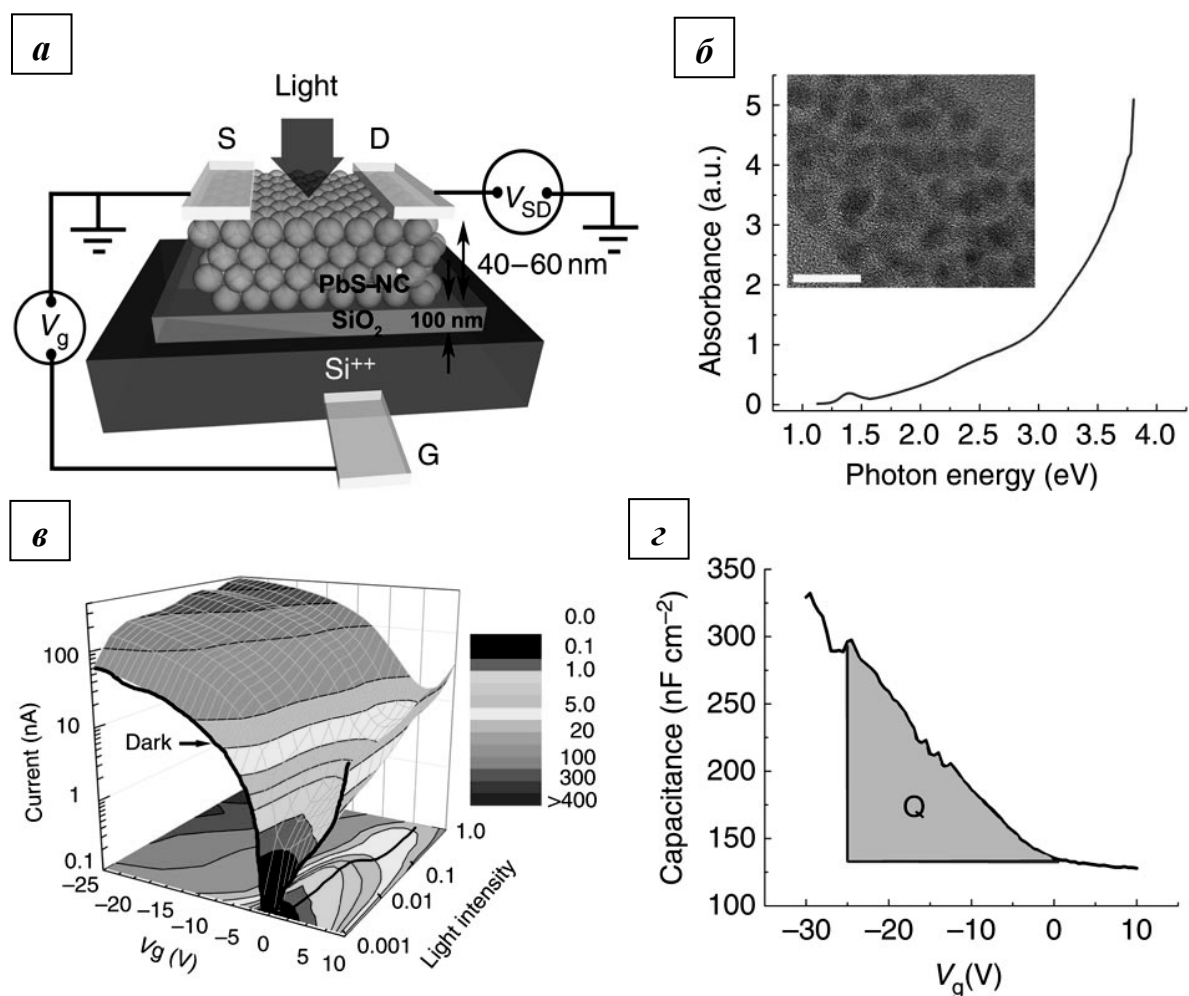 а
Light
S
D
V_SD
40–60 nm
PbS–NC
SiO₂
100 nm
V_g
Si⁺⁺
G
б
Absorbance (a.u.)
5
4
3
2
1
0
1.0 1.5 2.0 2.5 3.0 3.5 4.0
Photon energy (eV)
в
Current (nA)
100
10
1
0.1
Dark
–25 –20 –15 –10 –5 0 5 10
Vg (V)
0.001 0.01 0.1 1.0
Light intensity
0.0
0.1
1.0
5.0
20
100
300
>400
г
Capacitance (nF cm⁻²)
350
300
250
200
150
100
Q
–30 –20 –10 0 10
V_g(V)